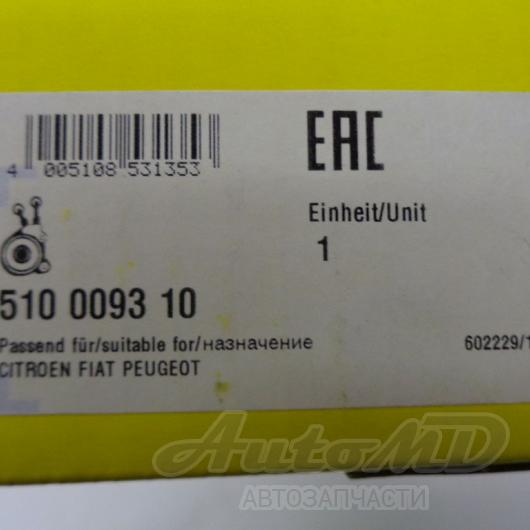 4 005108 531353
EAC
Einheit/Unit
1
510 0093 10
Passend für/suitable for/назначение
602229/1
CITROEN FIAT PEUGEOT
AutoMD
АВТОЗАПЧАСТИ